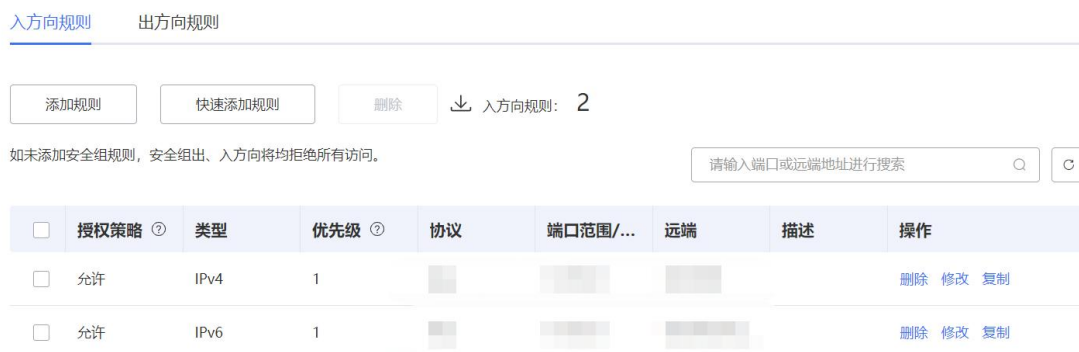 入方向规则 出方向规则
添加规则 快速添加规则 删除 入方向规则： 2
如未添加安全组规则，安全组出、入方向将均拒绝所有访问。
请输入端口或远端地址进行搜索
授权策略 ? 类型 优先级 ? 协议 端口范围/... 远端 描述 操作
允许 IPv4 1 删除 修改 复制
允许 IPv6 1 删除 修改 复制